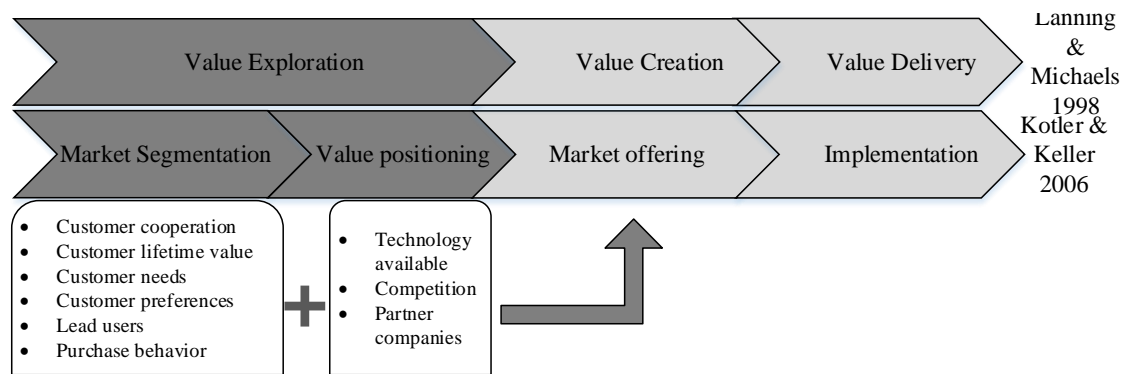 Value Exploration
Value Creation
Value Delivery
Lanning
&
Michaels
1998
Market Segmentation
Value positioning
Market offering
Implementation
Kotler &
Keller
2006
• Customer cooperation
• Customer lifetime value
• Customer needs
• Customer preferences
• Lead users
• Purchase behavior
• Technology
available
• Competition
• Partner
companies